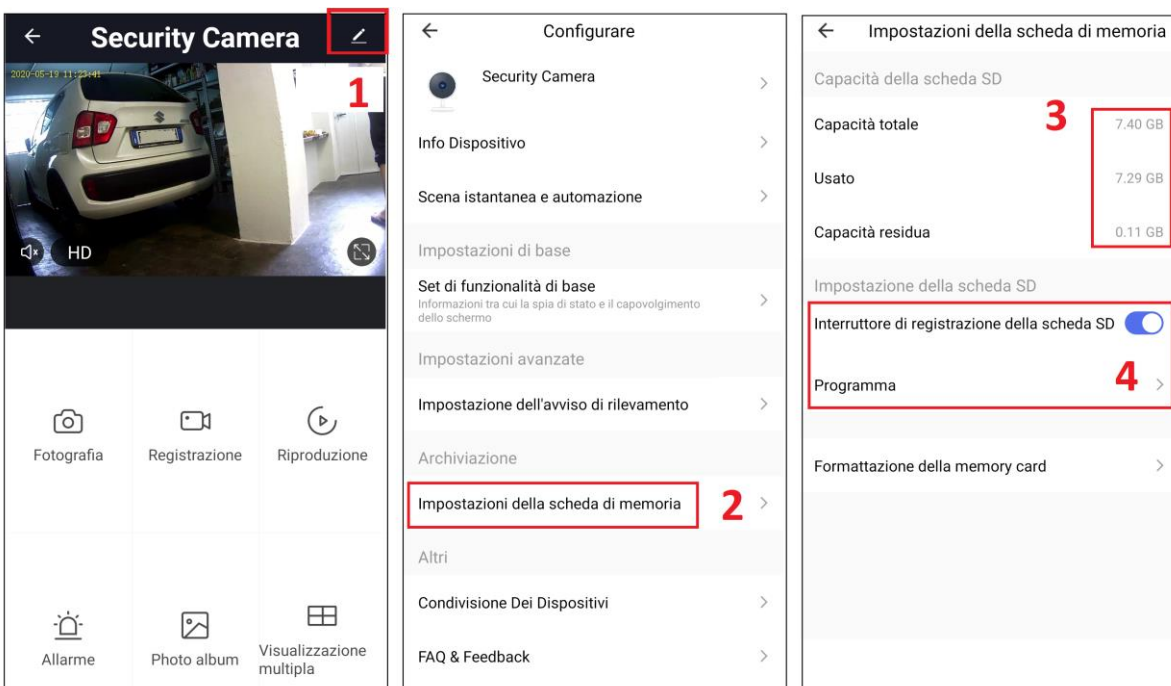 Security Camera
1
2020-05-19 11:23:41
HD
Fotografia
Registrazione
Riproduzione
Allarme
Photo album
Visualizzazione
multipla
Configurare
Security Camera
Info Dispositivo
Scena istantanea e automazione
Impostazioni di base
Set di funzionalità di base
Informazioni tra cui la spia di stato e il capovolgimento
dello schermo
Impostazioni avanzate
Impostazione dell'avviso di rilevamento
Archiviazione
Impostazioni della scheda di memoria
2
Altri
Condivisione Dei Dispositivi
FAQ & Feedback
Impostazioni della scheda di memoria
Capacità della scheda SD
3
Capacità totale 7.40 GB
Usato 7.29 GB
Capacità residua 0.11 GB
Impostazione della scheda SD
Interruttore di registrazione della scheda SD
Programma
4
Formattazione della memory card